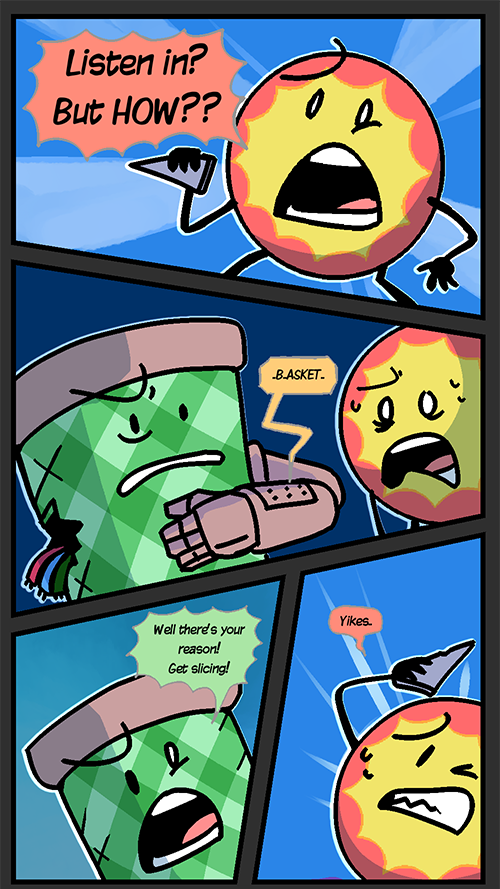 Listen in?
But HOW??
..B..ASKET..
Well there's your
reason!
Get slicing!
Yikes..